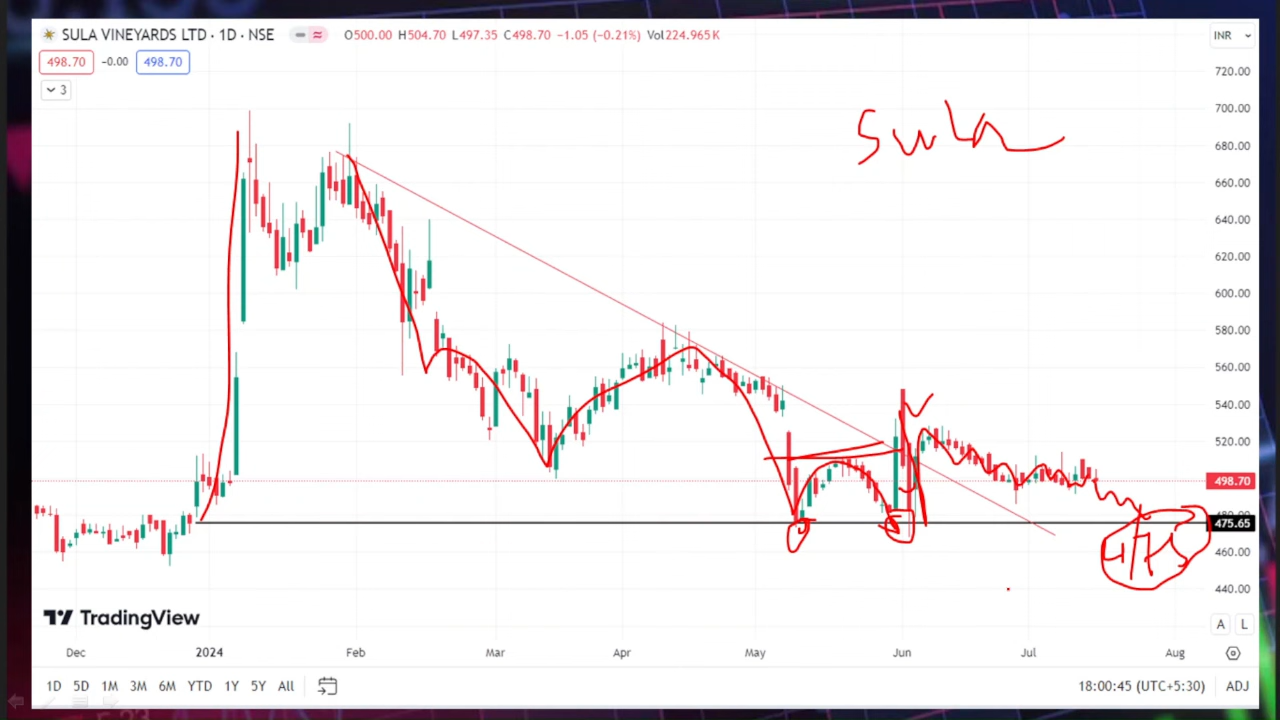 SULA VINEYARDS LTD · 1D · NSE O500.00 H504.70 L497.35 C498.70 −1.05 (−0.21%) Vol224.965K
INR
498.70 -0.00 498.70
3
720.00
700.00
Sula
680.00
660.00
640.00
620.00
600.00
580.00
560.00
540.00
520.00
498.70
475.65
475
460.00
440.00
TradingView
A L
Dec 2024 Feb Mar Apr May Jun Jul Aug
1D 5D 1M 3M 6M YTD 1Y 5Y All 18:00:45 (UTC+5:30) ADJ